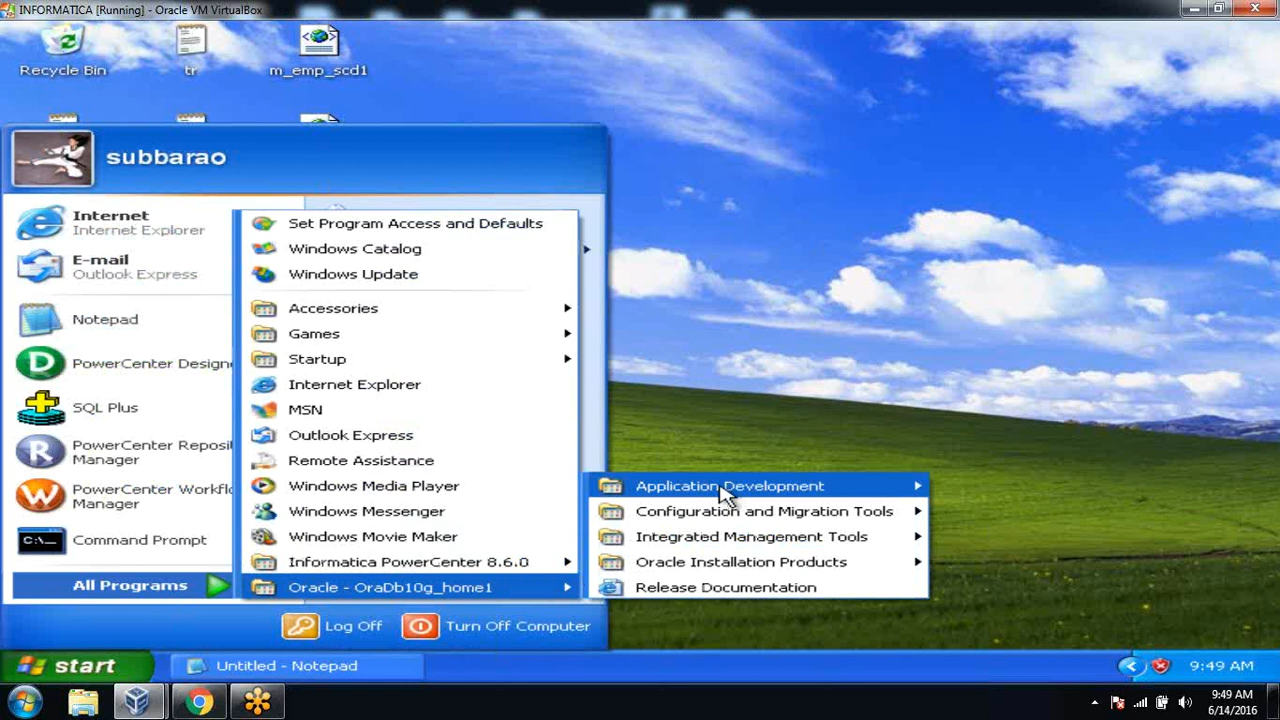 INFORMATICA [Running] - Oracle VM VirtualBox
Recycle Bin
tr
m_emp_scd1
subbarao
Internet
Internet Explorer
E-mail
Outlook Express
Notepad
PowerCenter Designe
SQL Plus
PowerCenter Reposi
Manager
PowerCenter Workflo
Manager
C:\_
Command Prompt
All Programs
Set Program Access and Defaults
Windows Catalog
Windows Update
Accessories
Games
Startup
Internet Explorer
MSN
Outlook Express
Remote Assistance
Windows Media Player
Windows Messenger
Windows Movie Maker
Informatica PowerCenter 8.6.0
Oracle - OraDb10g_home1
Application Development
Configuration and Migration Tools
Integrated Management Tools
Oracle Installation Products
Release Documentation
Log Off
Turn Off Computer
start
Untitled - Notepad
9:49 AM
9:49 AM
6/14/2016